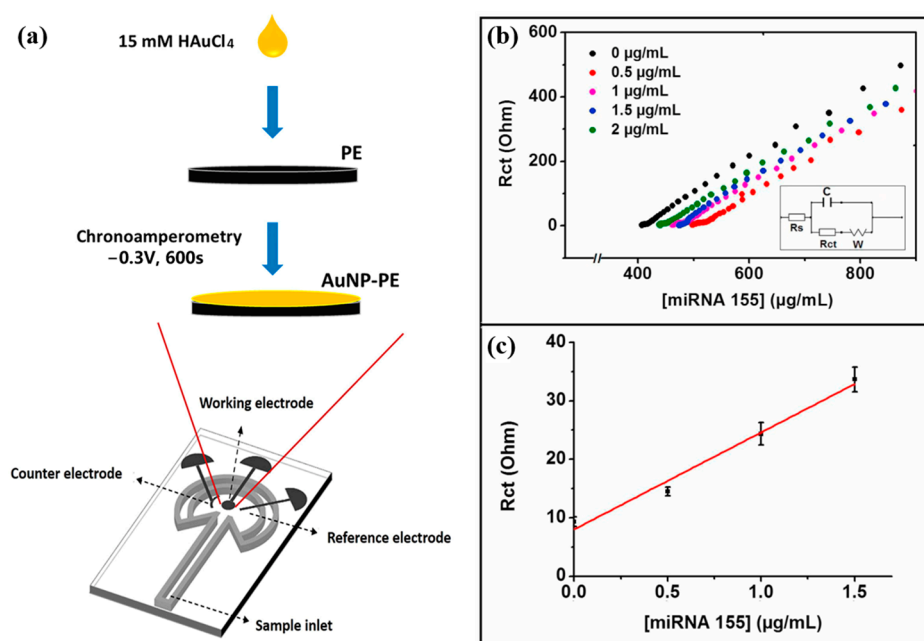 (a)
15 mM HAuCl4
PE
Chronoamperometry
−0.3V, 600s
AuNP-PE
Working electrode
Counter electrode
Reference electrode
Sample inlet
(b)
600
400
200
0
Rct (Ohm)
0 µg/mL
0.5 µg/mL
1 µg/mL
1.5 µg/mL
2 µg/mL
C
Rs
Rct
W
400
600
800
[miRNA 155] (µg/mL)
(c)
40
30
20
10
0
Rct (Ohm)
0.0
0.5
1.0
1.5
[miRNA 155] (µg/mL)